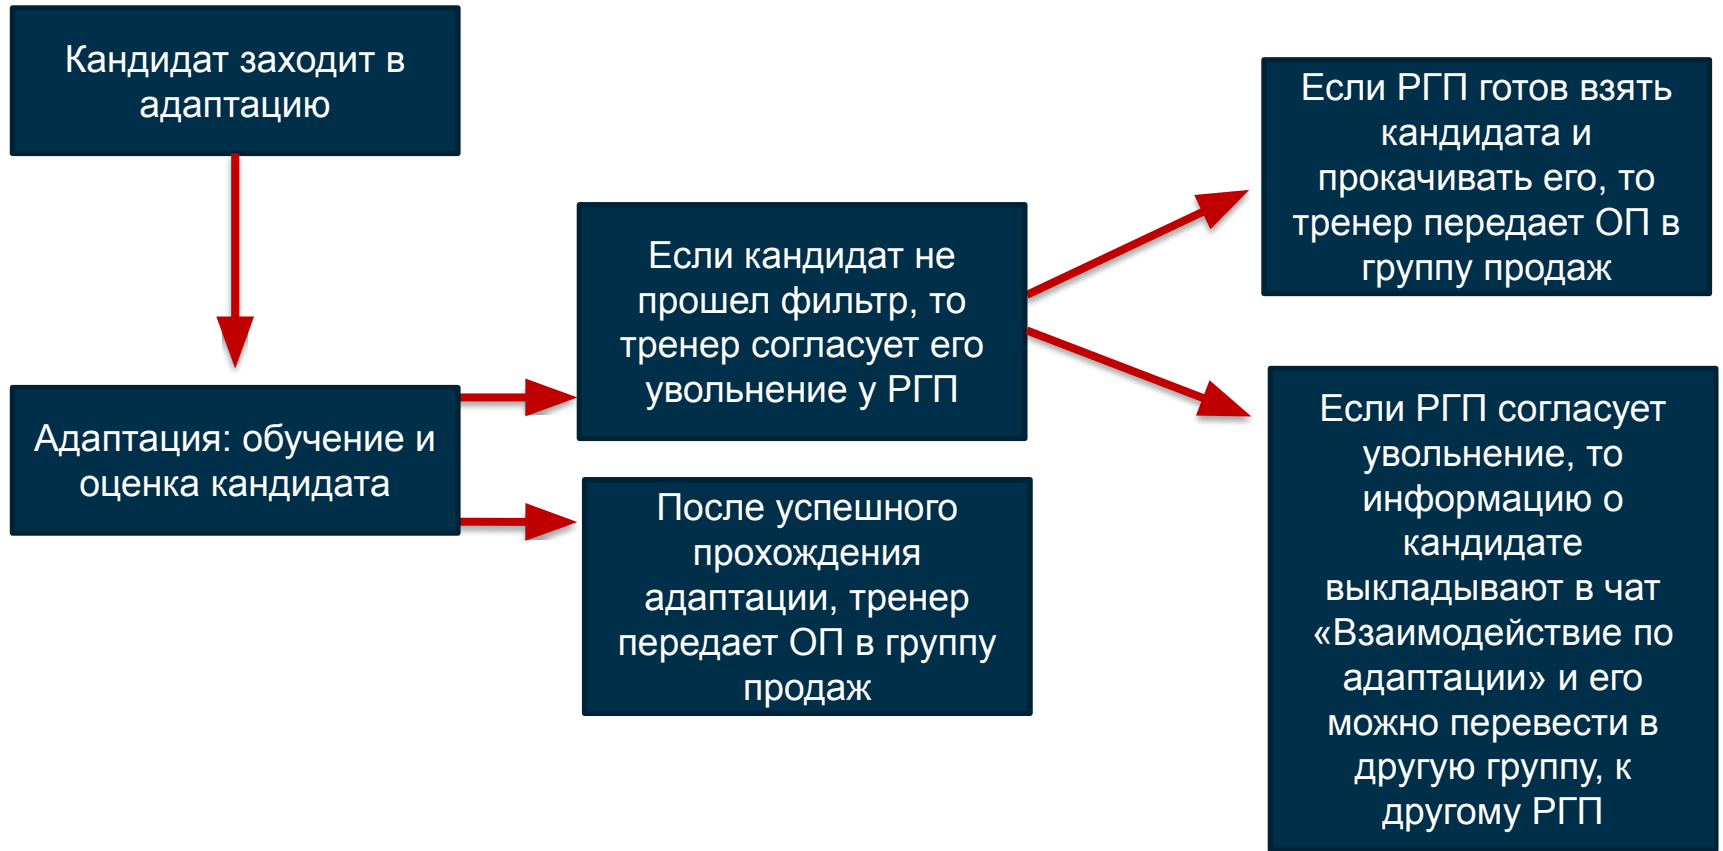 Кандидат заходит в
адаптацию
Адаптация: обучение и
оценка кандидата
Если кандидат не
прошел фильтр, то
тренер согласует его
увольнение у РГП
После успешного
прохождения
адаптации, тренер
передает ОП в группу
продаж
Если РГП готов взять
кандидата и
прокачивать его, то
тренер передает ОП в
группу продаж
Если РГП согласует
увольнение, то
информацию о
кандидате
выкладывают в чат
«Взаимодействие по
адаптации» и его
можно перевести в
другую группу, к
другому РГП